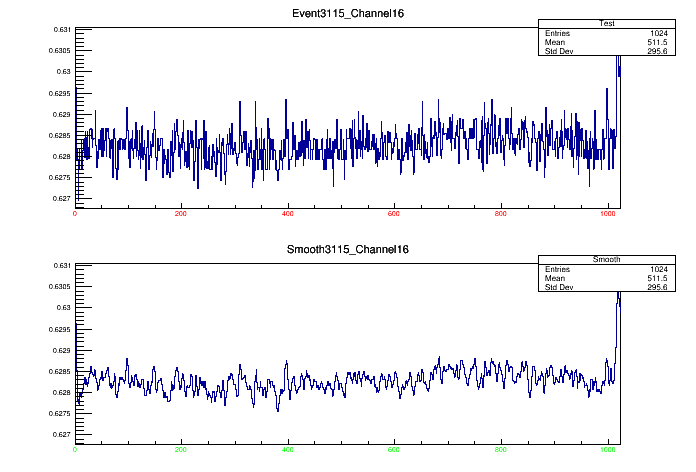 Event3115_Channel16
Test
Entries 1024
Mean 511.5
Std Dev 295.6
0.631
0.6305
0.63
0.6295
0.629
0.6285
0.628
0.6275
0.627
0 200 400 600 800 1000
Smooth3115_Channel16
Smooth
Entries 1024
Mean 511.5
Std Dev 295.6
0.631
0.6305
0.63
0.6295
0.629
0.6285
0.628
0.6275
0.627
0 200 400 600 800 1000